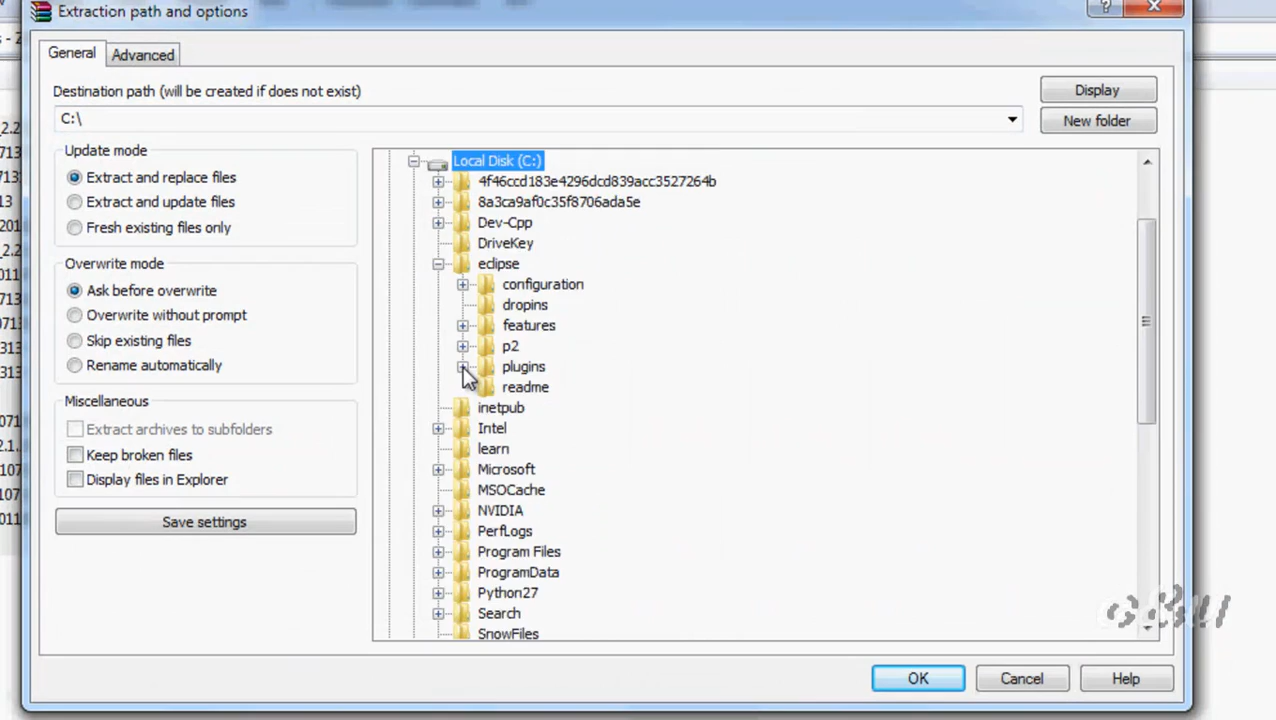 Extraction path and options
General
Advanced
Destination path (will be created if does not exist)
Display
C:\
New folder
Update mode
Extract and replace files
Extract and update files
Fresh existing files only
Overwrite mode
Ask before overwrite
Overwrite without prompt
Skip existing files
Rename automatically
Miscellaneous
Extract archives to subfolders
Keep broken files
Display files in Explorer
Save settings
Local Disk (C:)
4f46ccd183e4296dcd839acc3527264b
8a3ca9af0c35f8706ada5e
Dev-Cpp
DriveKey
eclipse
configuration
dropins
features
p2
plugins
readme
inetpub
Intel
learn
Microsoft
MSOCache
NVIDIA
PerfLogs
Program Files
ProgramData
Python27
Search
SnowFiles
OK
Cancel
Help